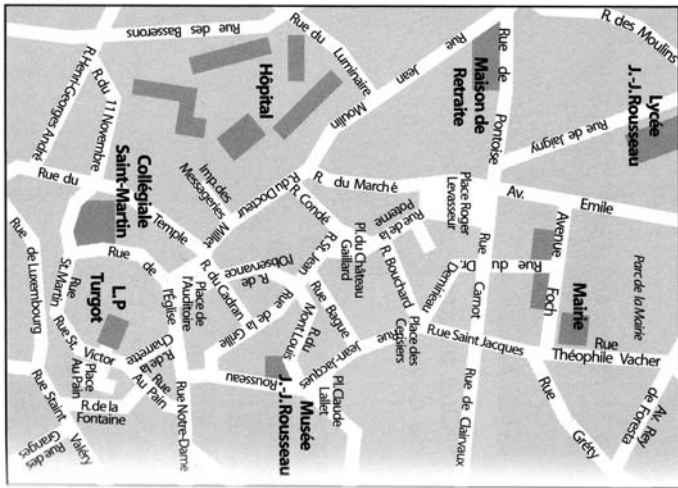 R. des Moulins
Lycée
J.-J. Rousseau
Rue de Jaigny
Rue de Pontoise
Maison de
Retraite
Rue Jean Moulin
Rue du Luminaire
Rue des Basserons
Hôpital
R. Henri-Georges André
R. du 11 Novembre
Collégiale
Saint-Martin
Rue du Temple
Imp. des
Messageries
R. du Docteur Millet
R. du Marché
R. Condé
Place Roger
Levasseur
Av. Emile
Avenue Foch
Parc de la Mairie
Mairie
Rue du Dr. Demirleau
Rue Carnot
Rue de la Poterne
Pl. du Château
Gaillard
R. Bouchard
R. St. Jean
R. de l'Observance
R. du Cadran
Place de
l'Auditoire
Rue de l'Église
Rue de la Grille
Rue Bague
R. du
Mont Louis
Place des
Cerisiers
Rue Saint Jacques
Rue
Théophile Vacher
Av. Rey
de Foresta
Rue Gréty
Rue de Clairvaux
Rue Jean-Jacques Rousseau
Pl. Claude
Lallet
Musée
J.-J. Rousseau
Rue Notre-Dame
Rue
Au Pain
R. de la
Charrette
L.P
Turgot
Rue
St. Martin
Rue de Luxembourg
Rue St. Victor
Place
Au Pain
R. de la
Fontaine
Rue Staint Valéry
Rue des
Granges